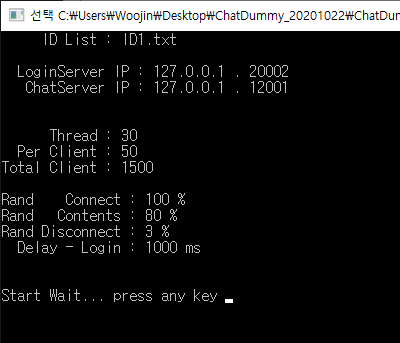 선택 C:₩Users₩Woojin₩Desktop₩ChatDummy_20201022₩ChatDum
ID List : ID1.txt
LoginServer IP : 127.0.0.1 . 20002
ChatServer IP : 127.0.0.1 . 12001
Thread : 30
Per Client : 50
Total Client : 1500
Rand Connect : 100 %
Rand Contents : 80 %
Rand Disconnect : 3 %
Delay - Login : 1000 ms
Start Wait... press any key